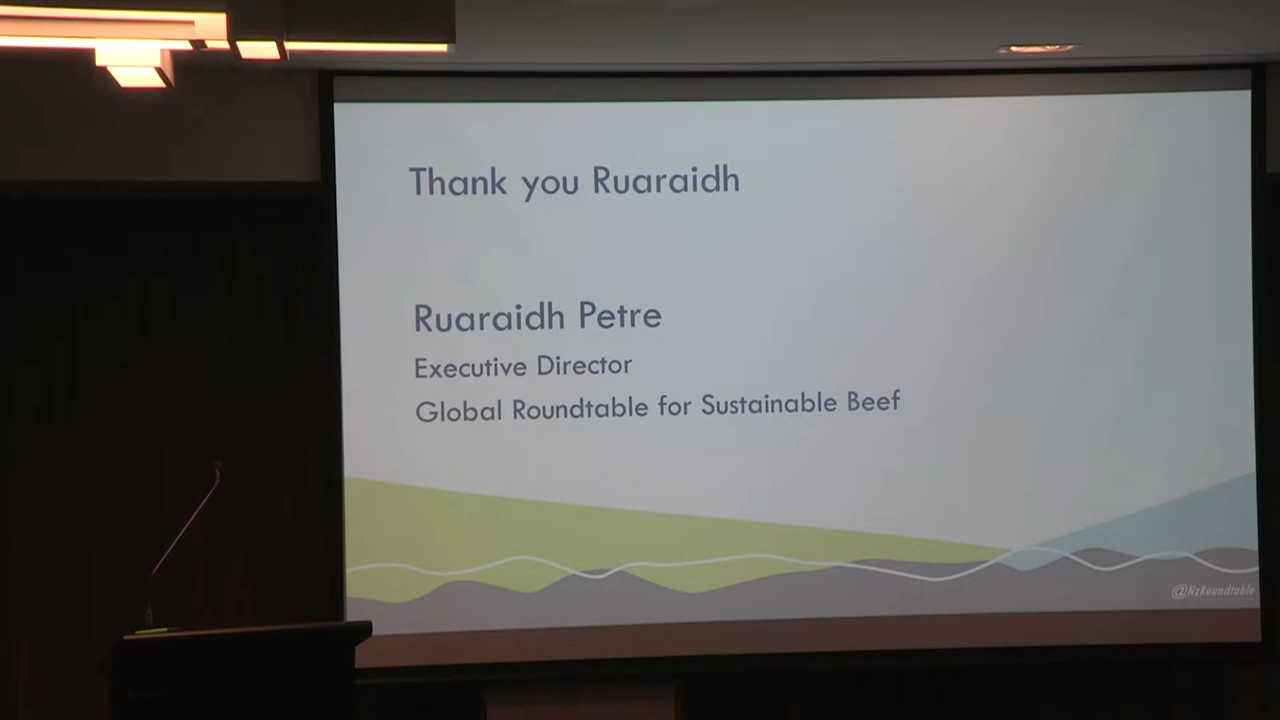 Thank you Ruaraidh
Ruaraidh Petre
Executive Director
Global Roundtable for Sustainable Beef
@NzRoundtable